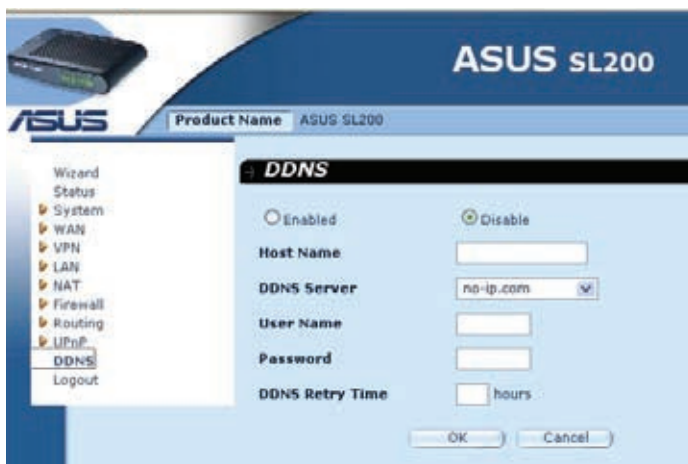 ASUS SL200
ASUS
Product Name ASUS SL200
Wizard
Status
System
WAN
VPN
LAN
NAT
Firewall
Routing
UPnP
DDNS
Logout
DDNS
Enabled Disable
Host Name
DDNS Server no-ip.com
User Name
Password
DDNS Retry Time hours
OK Cancel